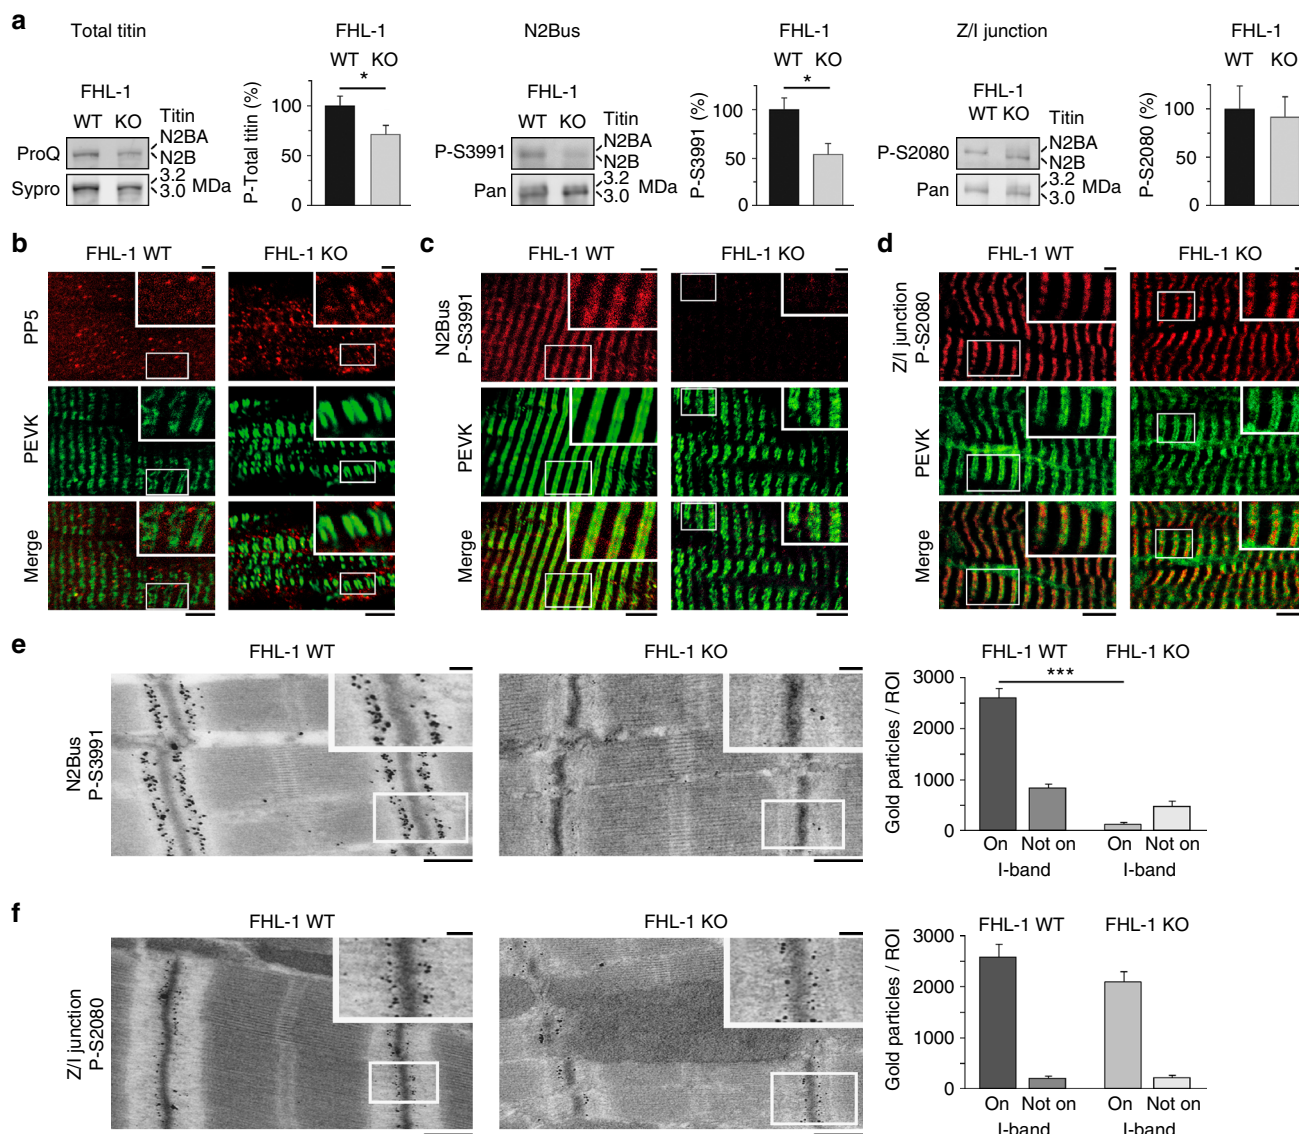 a
Total titin
FHL-1
WT KO
Titin
ProQ
N2BA
N2B
Sypro
3.2
3.0
MDa
FHL-1
WT KO
*
P-Total titin (%)
100
50
0
N2Bus
FHL-1
WT KO
Titin
P-S3991
N2BA
N2B
Pan
3.2
3.0
MDa
FHL-1
WT KO
*
P-S3991 (%)
100
50
0
Z/I junction
FHL-1
WT KO
Titin
P-S2080
N2BA
N2B
Pan
3.2
3.0
MDa
FHL-1
WT KO
P-S2080 (%)
100
50
0
b
FHL-1 WT
FHL-1 KO
PP5
PEVK
Merge
c
FHL-1 WT
FHL-1 KO
N2Bus
P-S3991
PEVK
Merge
d
FHL-1 WT
FHL-1 KO
Z/I junction
P-S2080
PEVK
Merge
e
FHL-1 WT
FHL-1 KO
N2Bus
P-S3991
FHL-1 WT FHL-1 KO
***
Gold particles / ROI
3000
2000
1000
0
On Not on On Not on
I-band I-band
f
FHL-1 WT
FHL-1 KO
Z/I junction
P-S2080
FHL-1 WT FHL-1 KO
Gold particles / ROI
3000
2000
1000
0
On Not on On Not on
I-band I-band